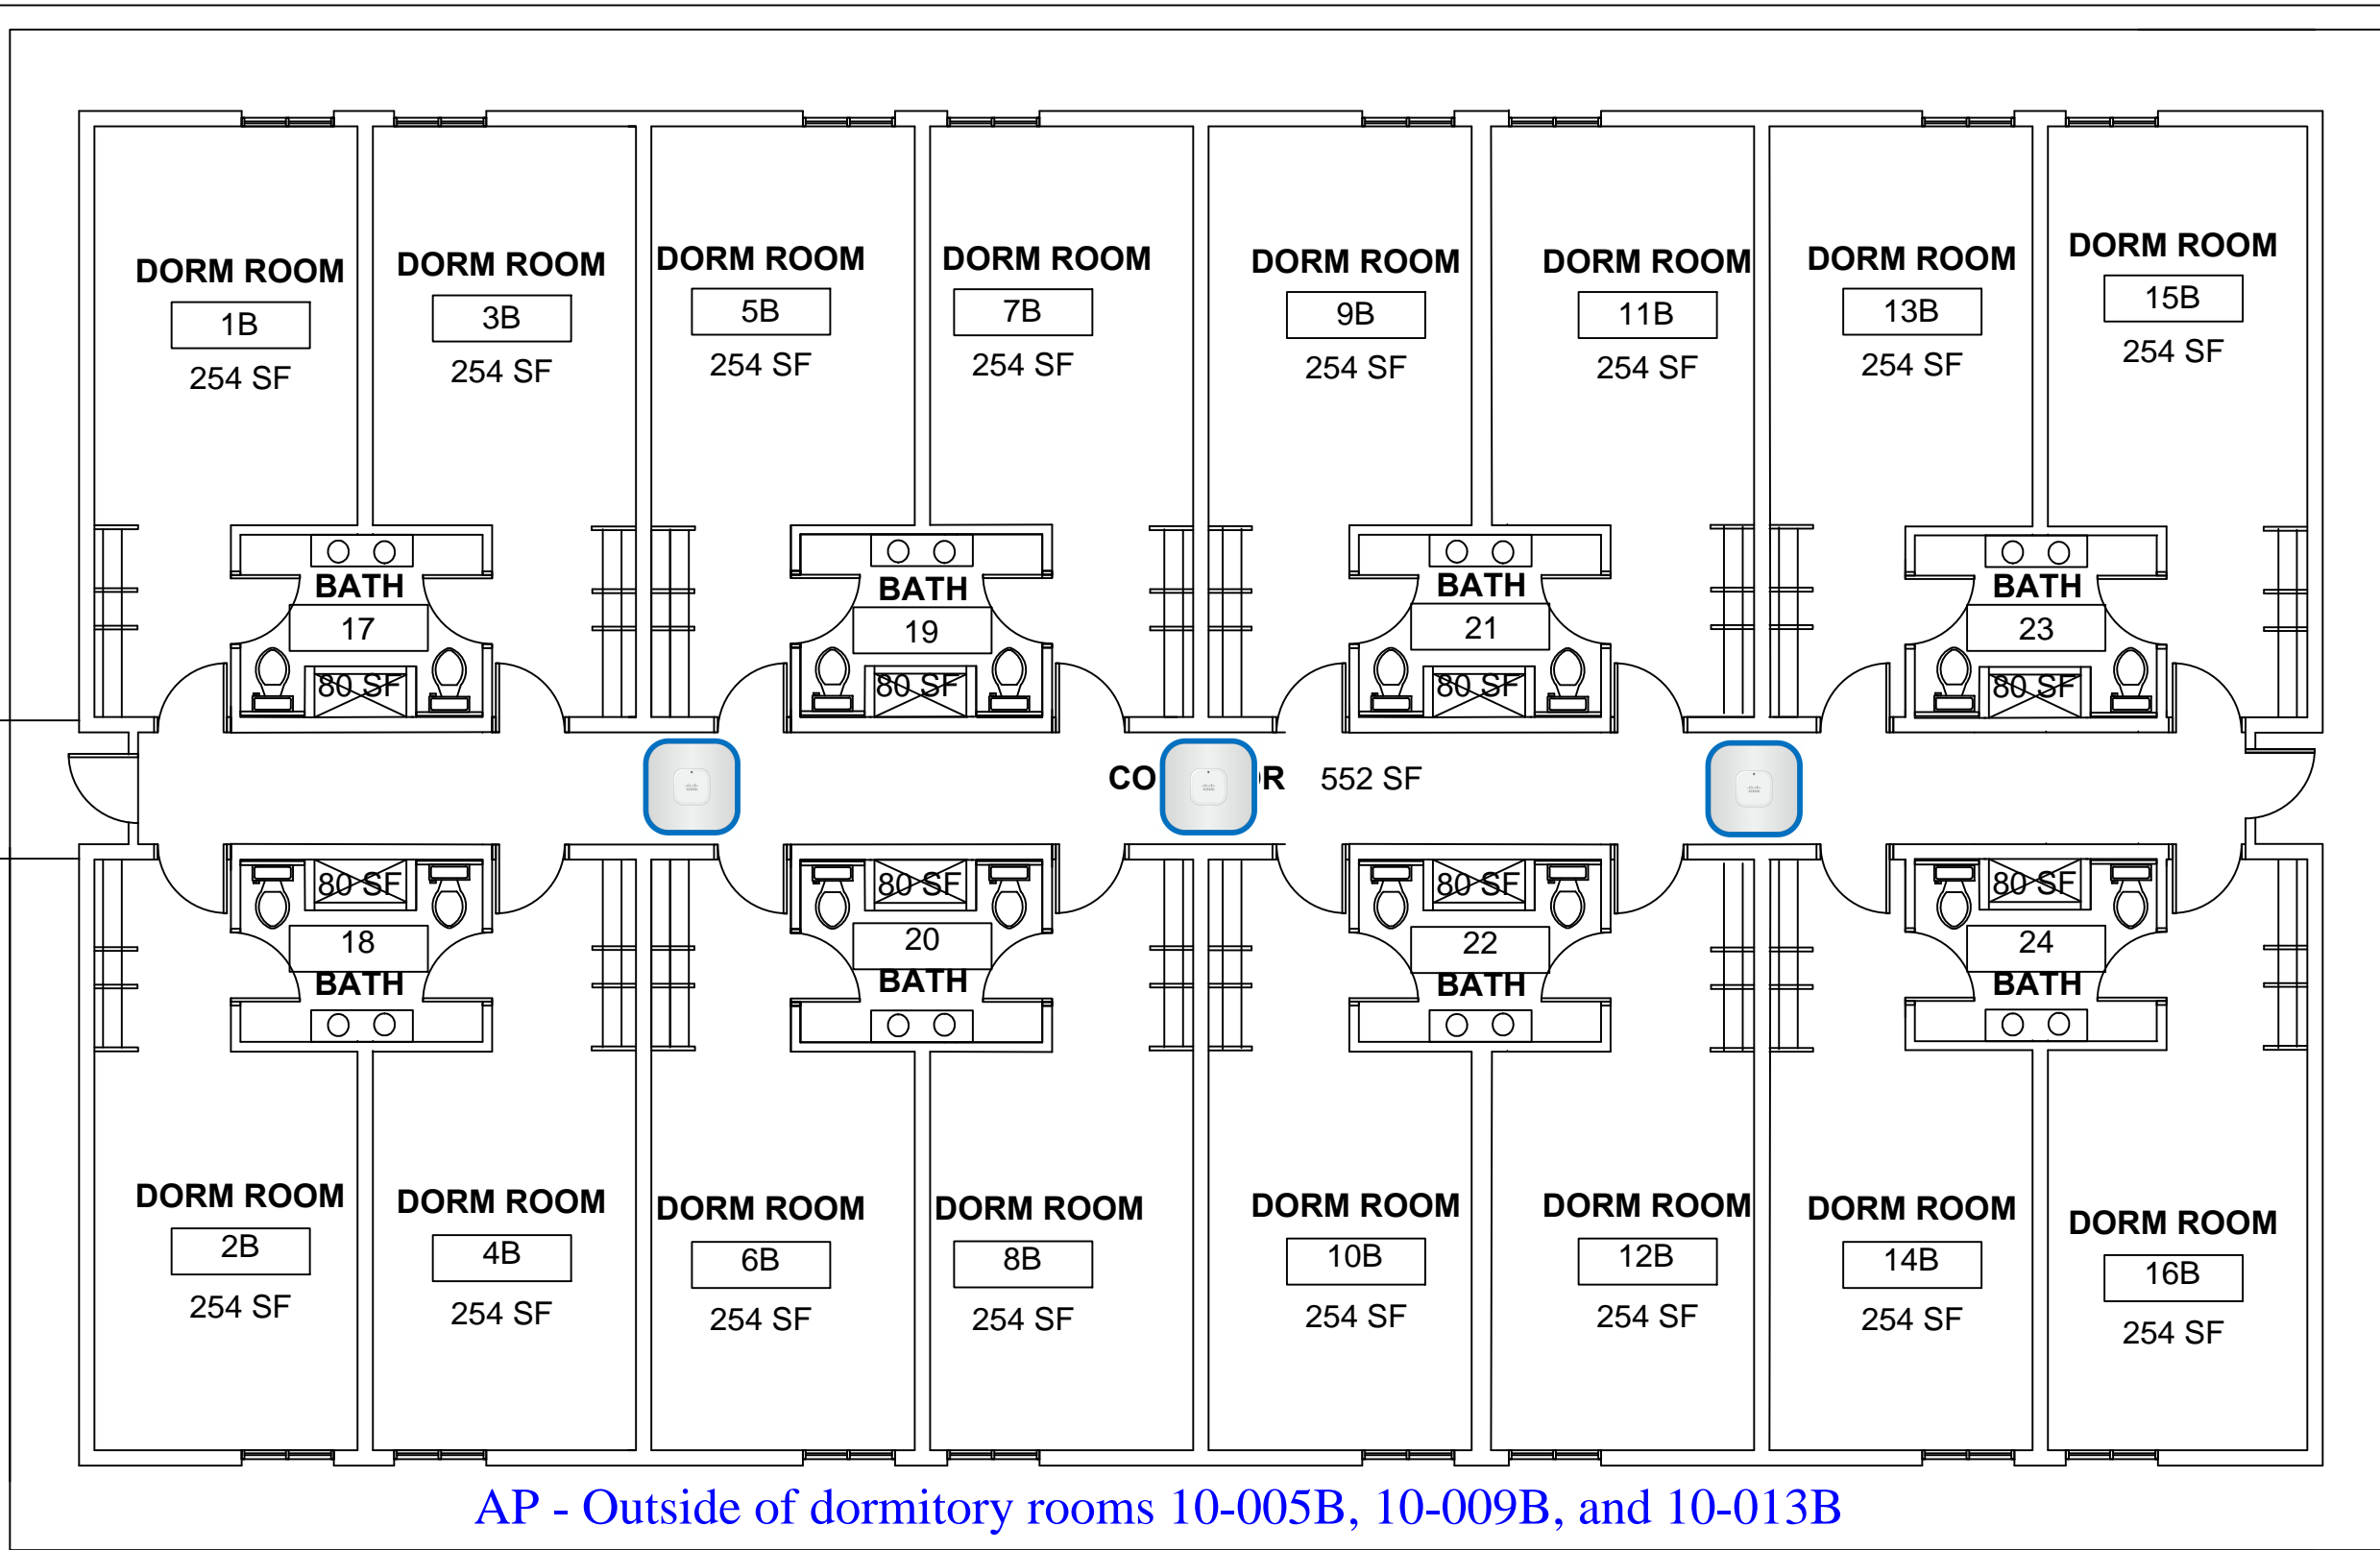 DORM ROOM
1B
254 SF
DORM ROOM
3B
254 SF
DORM ROOM
5B
254 SF
DORM ROOM
7B
254 SF
DORM ROOM
9B
254 SF
DORM ROOM
11B
254 SF
DORM ROOM
13B
254 SF
DORM ROOM
15B
254 SF
BATH
17
80 SF
BATH
19
80 SF
BATH
21
80 SF
BATH
23
80 SF
552 SF
80 SF
18
BATH
80 SF
20
BATH
80 SF
22
BATH
80 SF
24
BATH
DORM ROOM
2B
254 SF
DORM ROOM
4B
254 SF
DORM ROOM
6B
254 SF
DORM ROOM
8B
254 SF
DORM ROOM
10B
254 SF
DORM ROOM
12B
254 SF
DORM ROOM
14B
254 SF
DORM ROOM
16B
254 SF
AP - Outside of dormitory rooms 10-005B, 10-009B, and 10-013B